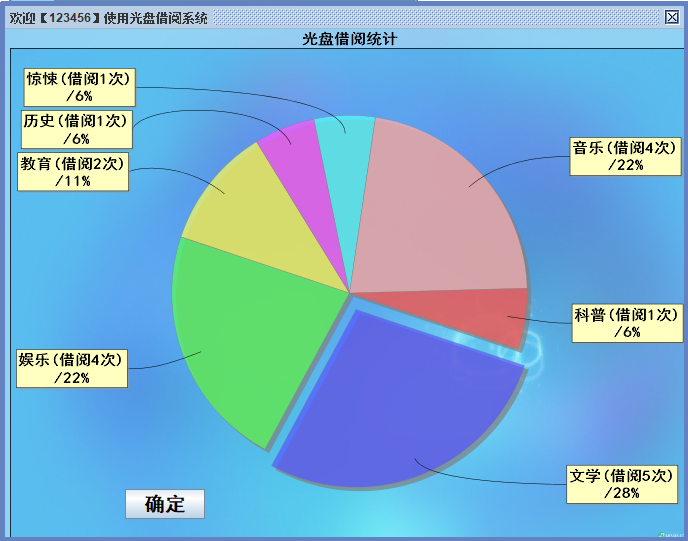 欢迎【123456】使用光盘借阅系统
光盘借阅统计
惊悚(借阅1次)
/6%
历史(借阅1次)
/6%
教育(借阅2次)
/11%
音乐(借阅4次)
/22%
科普(借阅1次)
/6%
娱乐(借阅4次)
/22%
文学(借阅5次)
/28%
确定